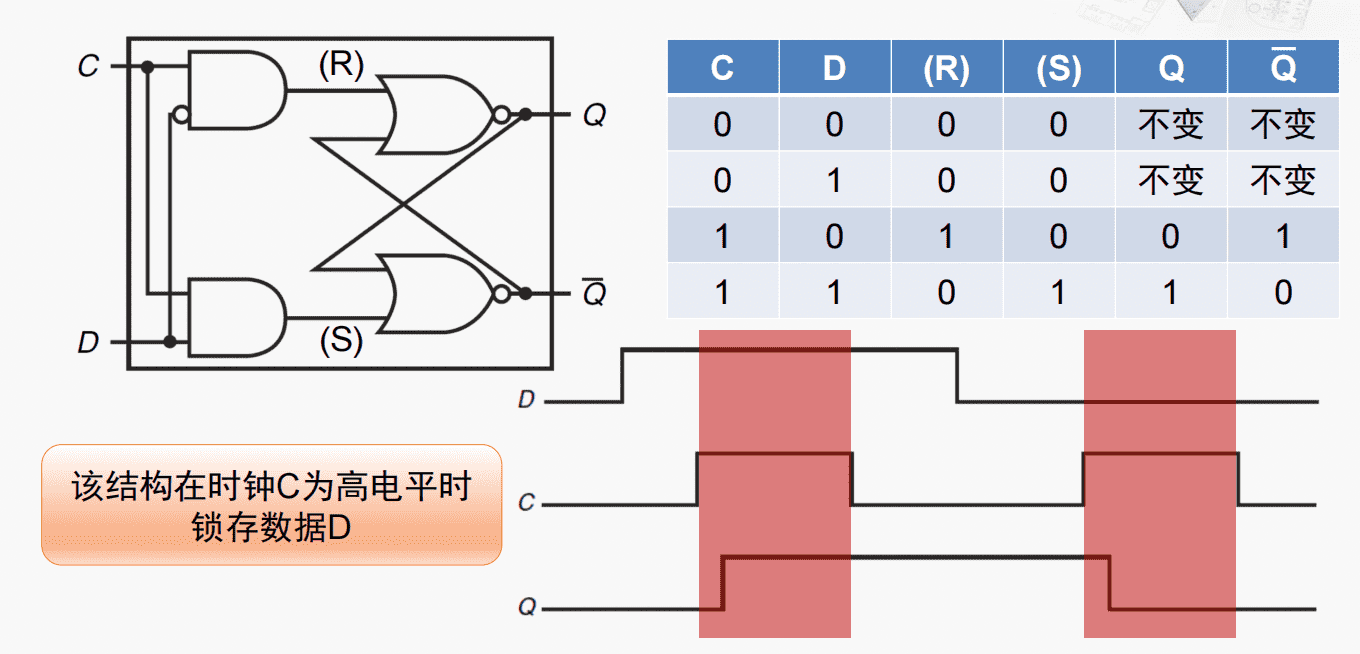 C
(R)
Q
D
(S)
Q̅
C D (R) (S) Q Q̅
0 0 0 0 不变 不变
0 1 0 0 不变 不变
1 0 1 0 0 1
1 1 0 1 1 0
该结构在时钟C为高电平时
锁存数据D
D
C
Q